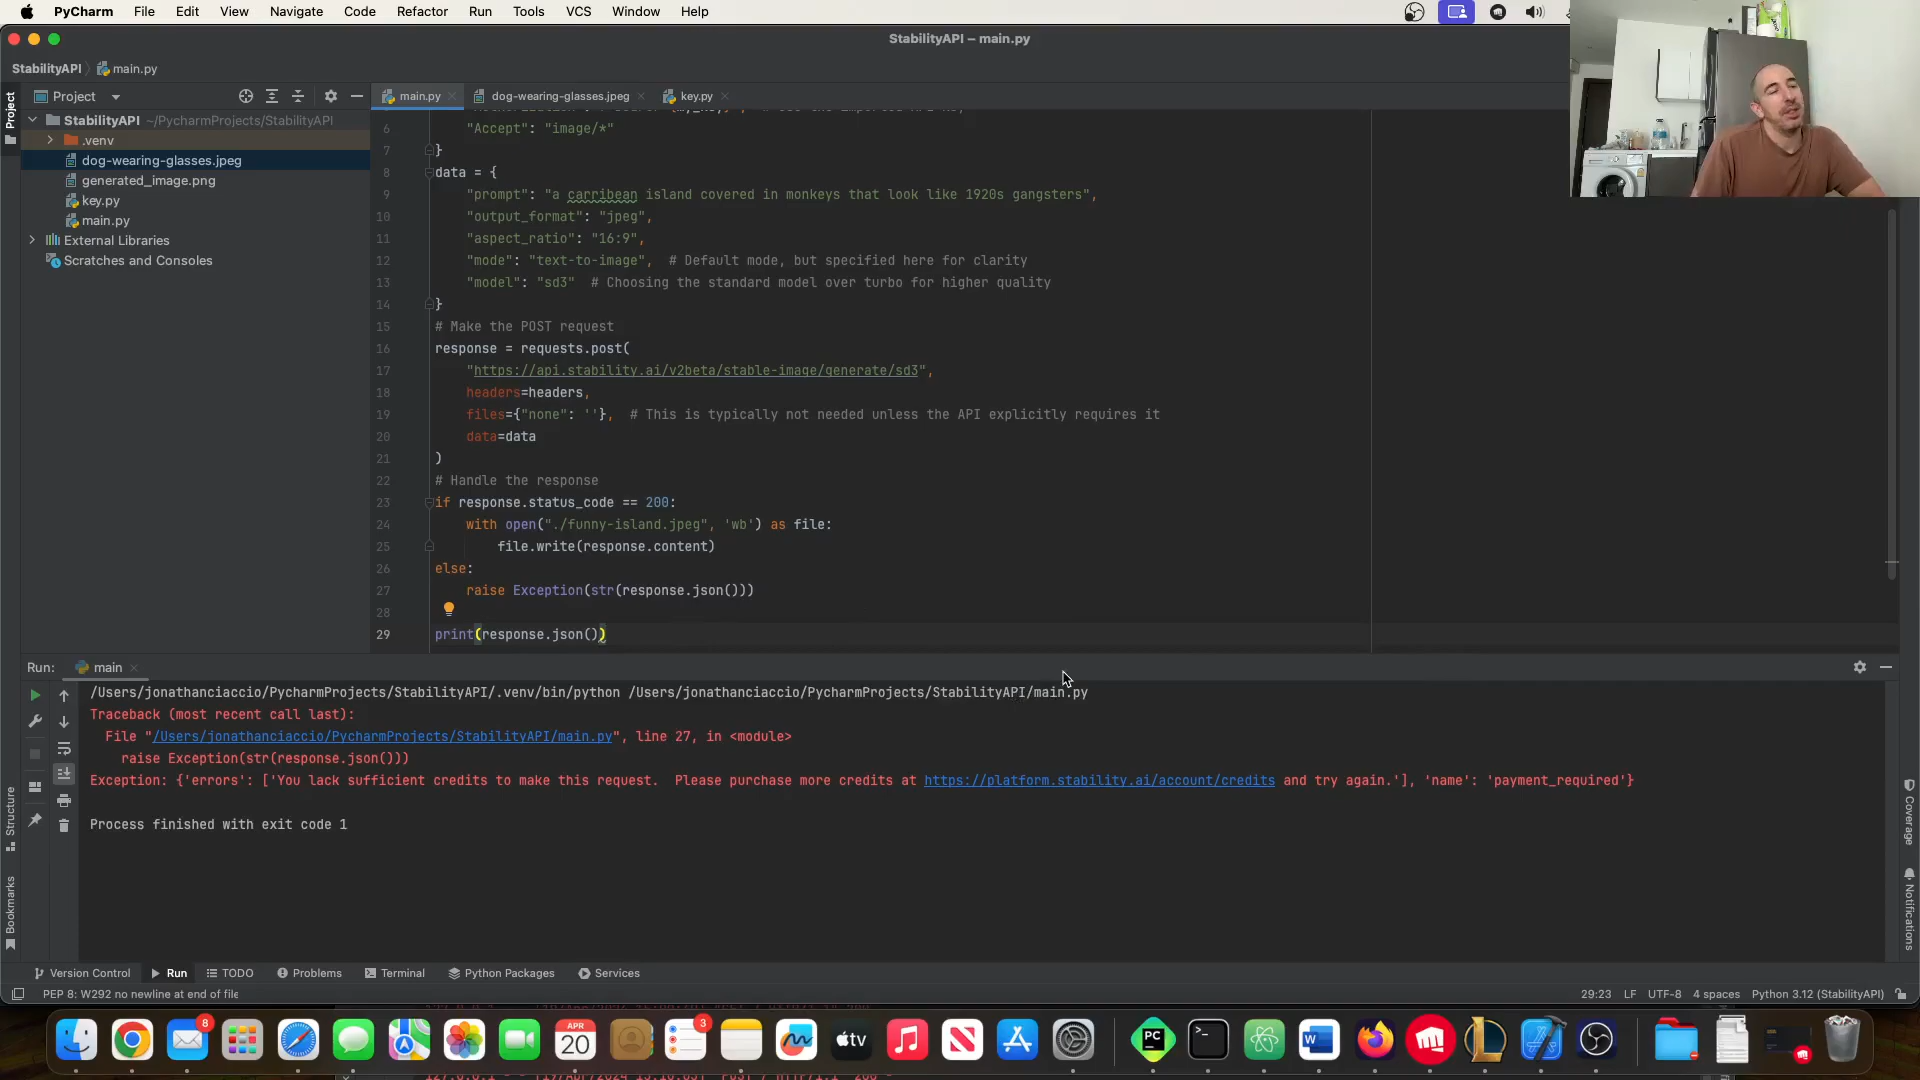 PyCharm File Edit View Navigate Code Refactor Run Tools VCS Window Help
StabilityAPI – main.py
StabilityAPI main.py
Project
Project
main.py dog-wearing-glasses.jpeg key.py
StabilityAPI ~/PycharmProjects/StabilityAPI
.venv
dog-wearing-glasses.jpeg
generated_image.png
key.py
main.py
External Libraries
Scratches and Consoles
6 "Accept": "image/*"
7 }
8 data = {
9 "prompt": "a carribean island covered in monkeys that look like 1920s gangsters",
10 "output_format": "jpeg",
11 "aspect_ratio": "16:9",
12 "mode": "text-to-image", # Default mode, but specified here for clarity
13 "model": "sd3" # Choosing the standard model over turbo for higher quality
14 }
15 # Make the POST request
16 response = requests.post(
17 "https://api.stability.ai/v2beta/stable-image/generate/sd3",
18 headers=headers,
19 files={"none": ''}, # This is typically not needed unless the API explicitly requires it
20 data=data
21 )
22 # Handle the response
23 if response.status_code == 200:
24 with open("./funny-island.jpeg", 'wb') as file:
25 file.write(response.content)
26 else:
27 raise Exception(str(response.json()))
28
29 print(response.json())
Run: main
/Users/jonathanciaccio/PycharmProjects/StabilityAPI/.venv/bin/python /Users/jonathanciaccio/PycharmProjects/StabilityAPI/main.py
Traceback (most recent call last):
File "/Users/jonathanciaccio/PycharmProjects/StabilityAPI/main.py", line 27, in <module>
raise Exception(str(response.json()))
Exception: {'errors': ['You lack sufficient credits to make this request. Please purchase more credits at https://platform.stability.ai/account/credits and try again.'], 'name': 'payment_required'}
Process finished with exit code 1
Structure
Bookmarks
Coverage
Notifications
Version Control Run TODO Problems Terminal Python Packages Services
PEP 8: W292 no newline at end of file
29:23 LF UTF-8 4 spaces Python 3.12 (StabilityAPI)
8
APR
20
3
tv
PC